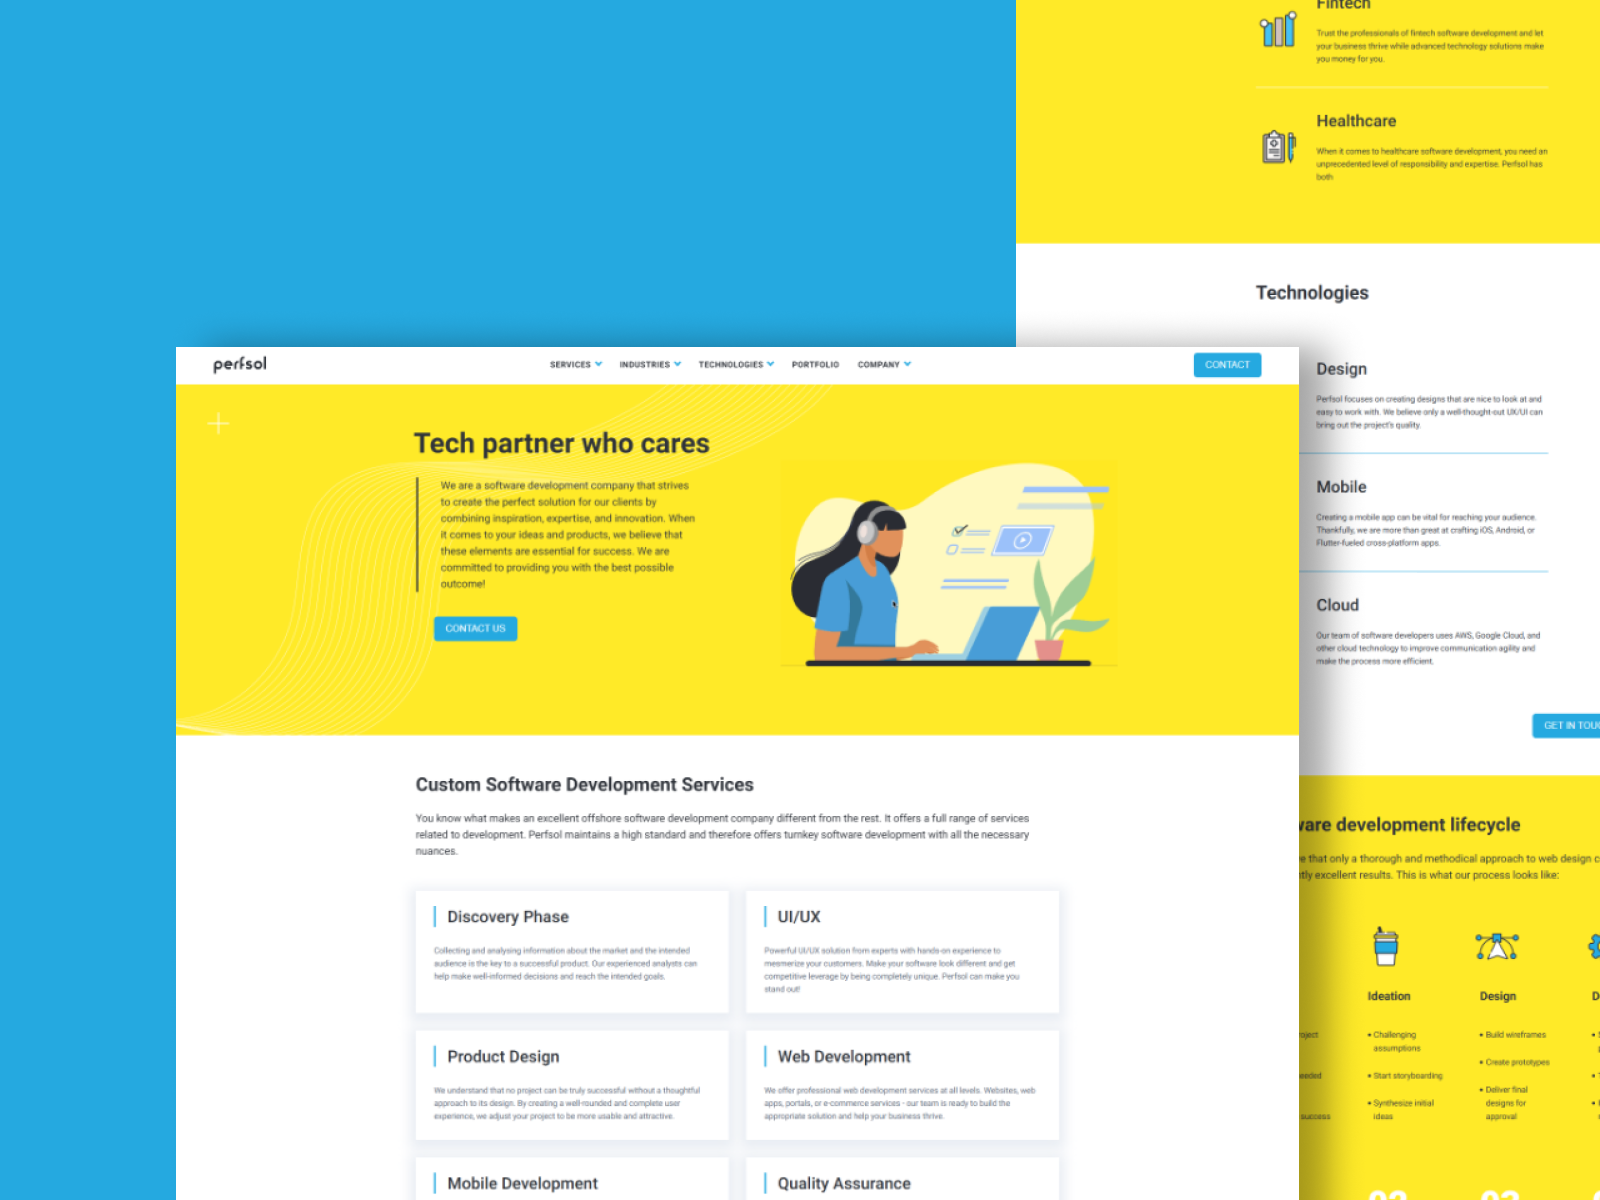 Fintech
Trust the professionals of fintech software development and let
your business thrive while advanced technology solutions make
you money for you.
Healthcare
When it comes to healthcare software development, you need an
unprecedented level of responsibility and expertise. Perfsol has
both
Technologies
Design
Perfsol focuses on creating designs that are nice to look at and
easy to work with. We believe only a well-thought-out UX/UI can
bring out the project's quality.
Mobile
Creating a mobile app can be vital for reaching your audience.
Thankfully, we are more than great at crafting iOS, Android, or
Flutter-fueled cross-platform apps.
Cloud
Our team of software developers uses AWS, Google Cloud, and
other cloud technology to improve communication agility and
make the process more efficient.
GET IN TOU
perfsol
SERVICES INDUSTRIES TECHNOLOGIES PORTFOLIO COMPANY
CONTACT
Tech partner who cares
We are a software development company that strives
to create the perfect solution for our clients by
combining inspiration, expertise, and innovation. When
it comes to your ideas and products, we believe that
these elements are essential for success. We are
committed to providing you with the best possible
outcome!
CONTACT US
Custom Software Development Services
You know what makes an excellent offshore software development company different from the rest. It offers a full range of services
related to development. Perfsol maintains a high standard and therefore offers turnkey software development with all the necessary
nuances.
Discovery Phase
Collecting and analysing information about the market and the intended
audience is the key to a successful product. Our experienced analysts can
help make well-informed decisions and reach the intended goals.
UI/UX
Powerful UI/UX solution from experts with hands-on experience to
mesmerize your customers. Make your software look different and get
competitive leverage by being completely unique. Perfsol can make you
stand out!
Product Design
We understand that no project can be truly successful without a thoughtful
approach to its design. By creating a well-rounded and complete user
experience, we adjust your project to be more usable and attractive.
Web Development
We offer professional web development services at all levels. Websites, web
apps, portals, or e-commerce services - our team is ready to build the
appropriate solution and help your business thrive.
Mobile Development
Quality Assurance
ware development lifecycle
e that only a thorough and methodical approach to web design c
tly excellent results. This is what our process looks like:
oject
eeded
success
Ideation
• Challenging
assumptions
• Start storyboarding
• Synthesize initial
ideas
Design
• Build wireframes
• Create prototypes
• Deliver final
designs for
approval
D
02
03